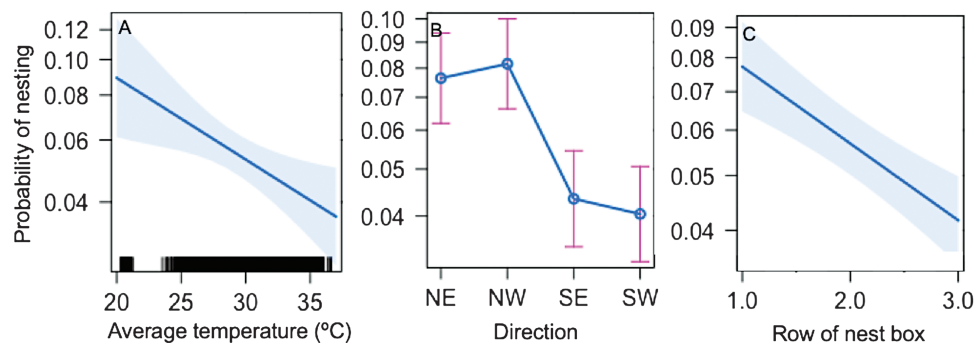 Probability of nesting
A
0.12
0.10
0.08
0.06
0.04
20 25 30 35
Average temperature (ºC)
B
0.10
0.09
0.08
0.07
0.06
0.05
0.04
NE NW SE SW
Direction
C
0.09
0.08
0.07
0.06
0.05
0.04
1.0 2.0 3.0
Row of nest box